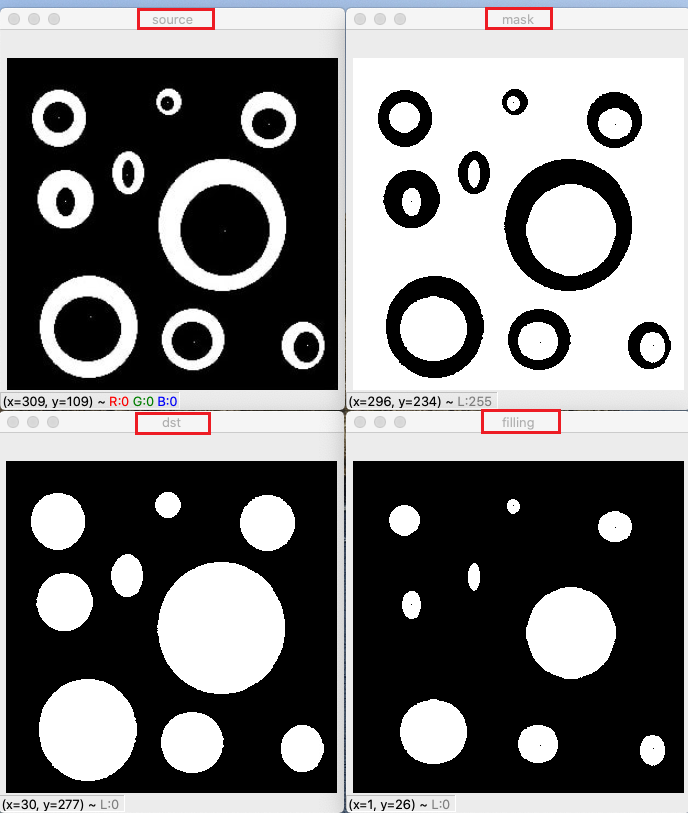 source
mask
(x=309, y=109) ~ R:0 G:0 B:0
(x=296, y=234) ~ L:255
dst
filling
(x=30, y=277) ~ L:0
(x=1, y=26) ~ L:0